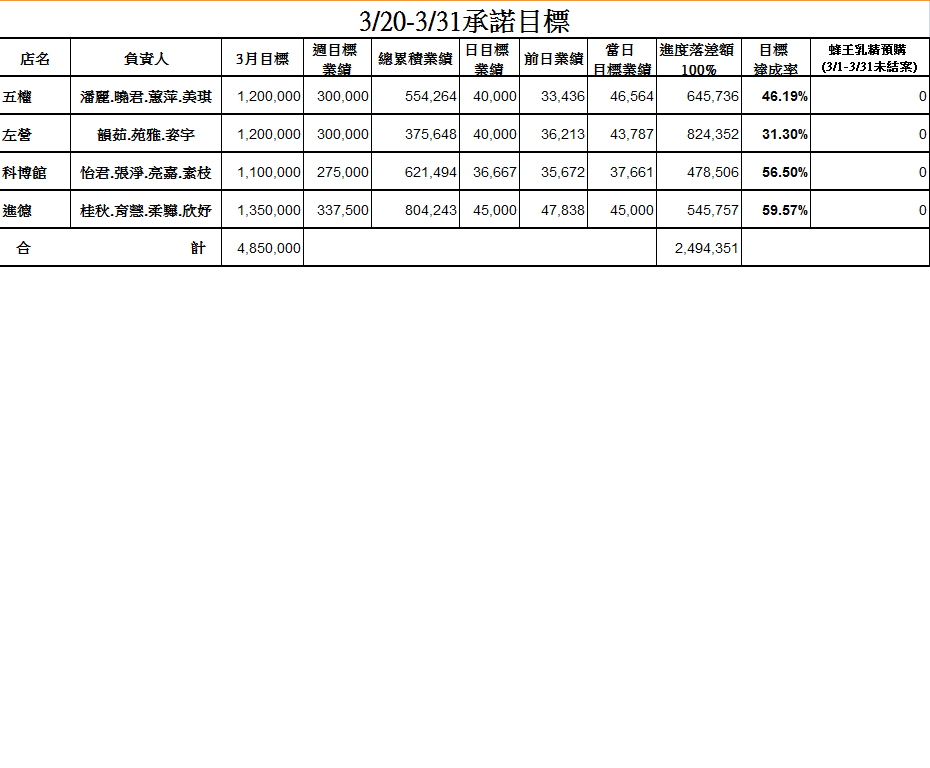 3/20-3/31承諾目標
店名 負責人 3月目標 週目標業績 總累積業績 日目標業績 前日業績 當日目標業績 進度落差額100% 目標達成率 蜂王乳精預購(3/1-3/31未結案)
五權 潘麗.曉君.蕙萍.美琪 1,200,000 300,000 554,264 40,000 33,436 46,564 645,736 46.19% 0
左營 韻茹.苑雅.姿宇 1,200,000 300,000 375,648 40,000 36,213 43,787 824,352 31.30% 0
科博館 怡君.張淨.亮嘉.素枝 1,100,000 275,000 621,494 36,667 35,672 37,661 478,506 56.50% 0
進德 桂秋.育慧.柔驊.欣妤 1,350,000 337,500 804,243 45,000 47,838 45,000 545,757 59.57% 0
合計 4,850,000 2,494,351